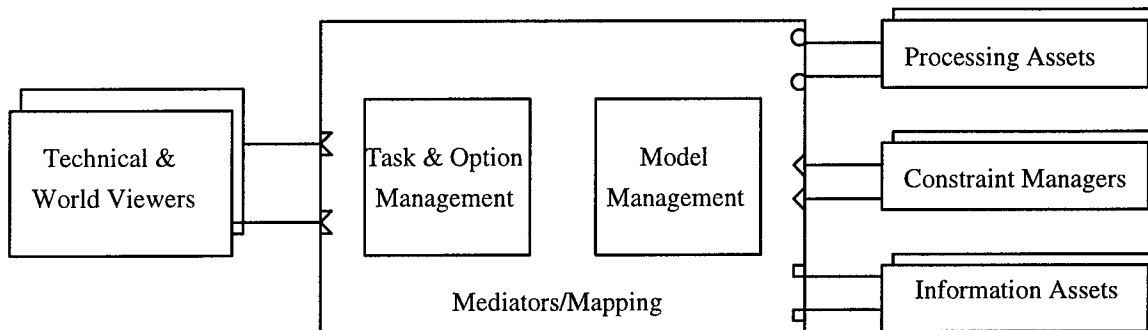 Technical &
World Viewers
Task & Option
Management
Model
Management
Mediators/Mapping
Processing Assets
Constraint Managers
Information Assets